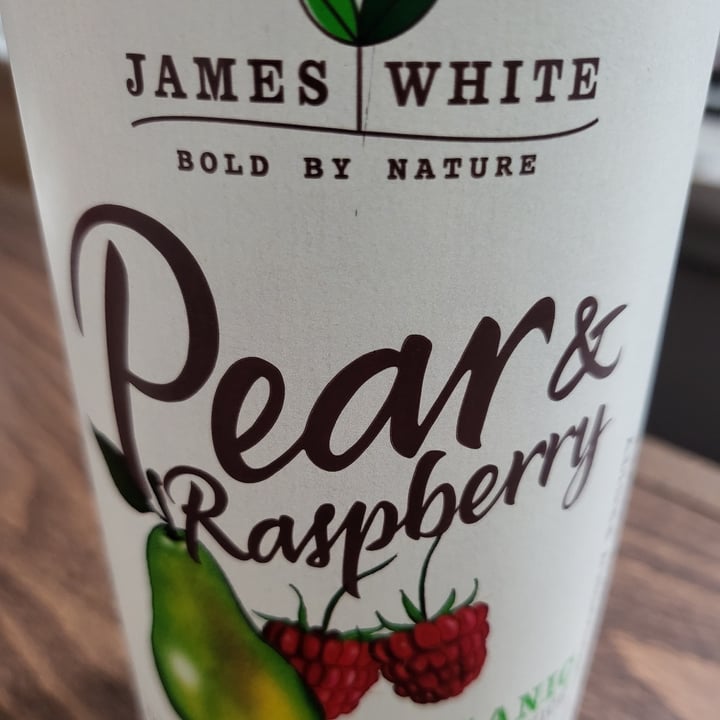 JAMES WHITE
BOLD BY NATURE
Pear &
Raspberry